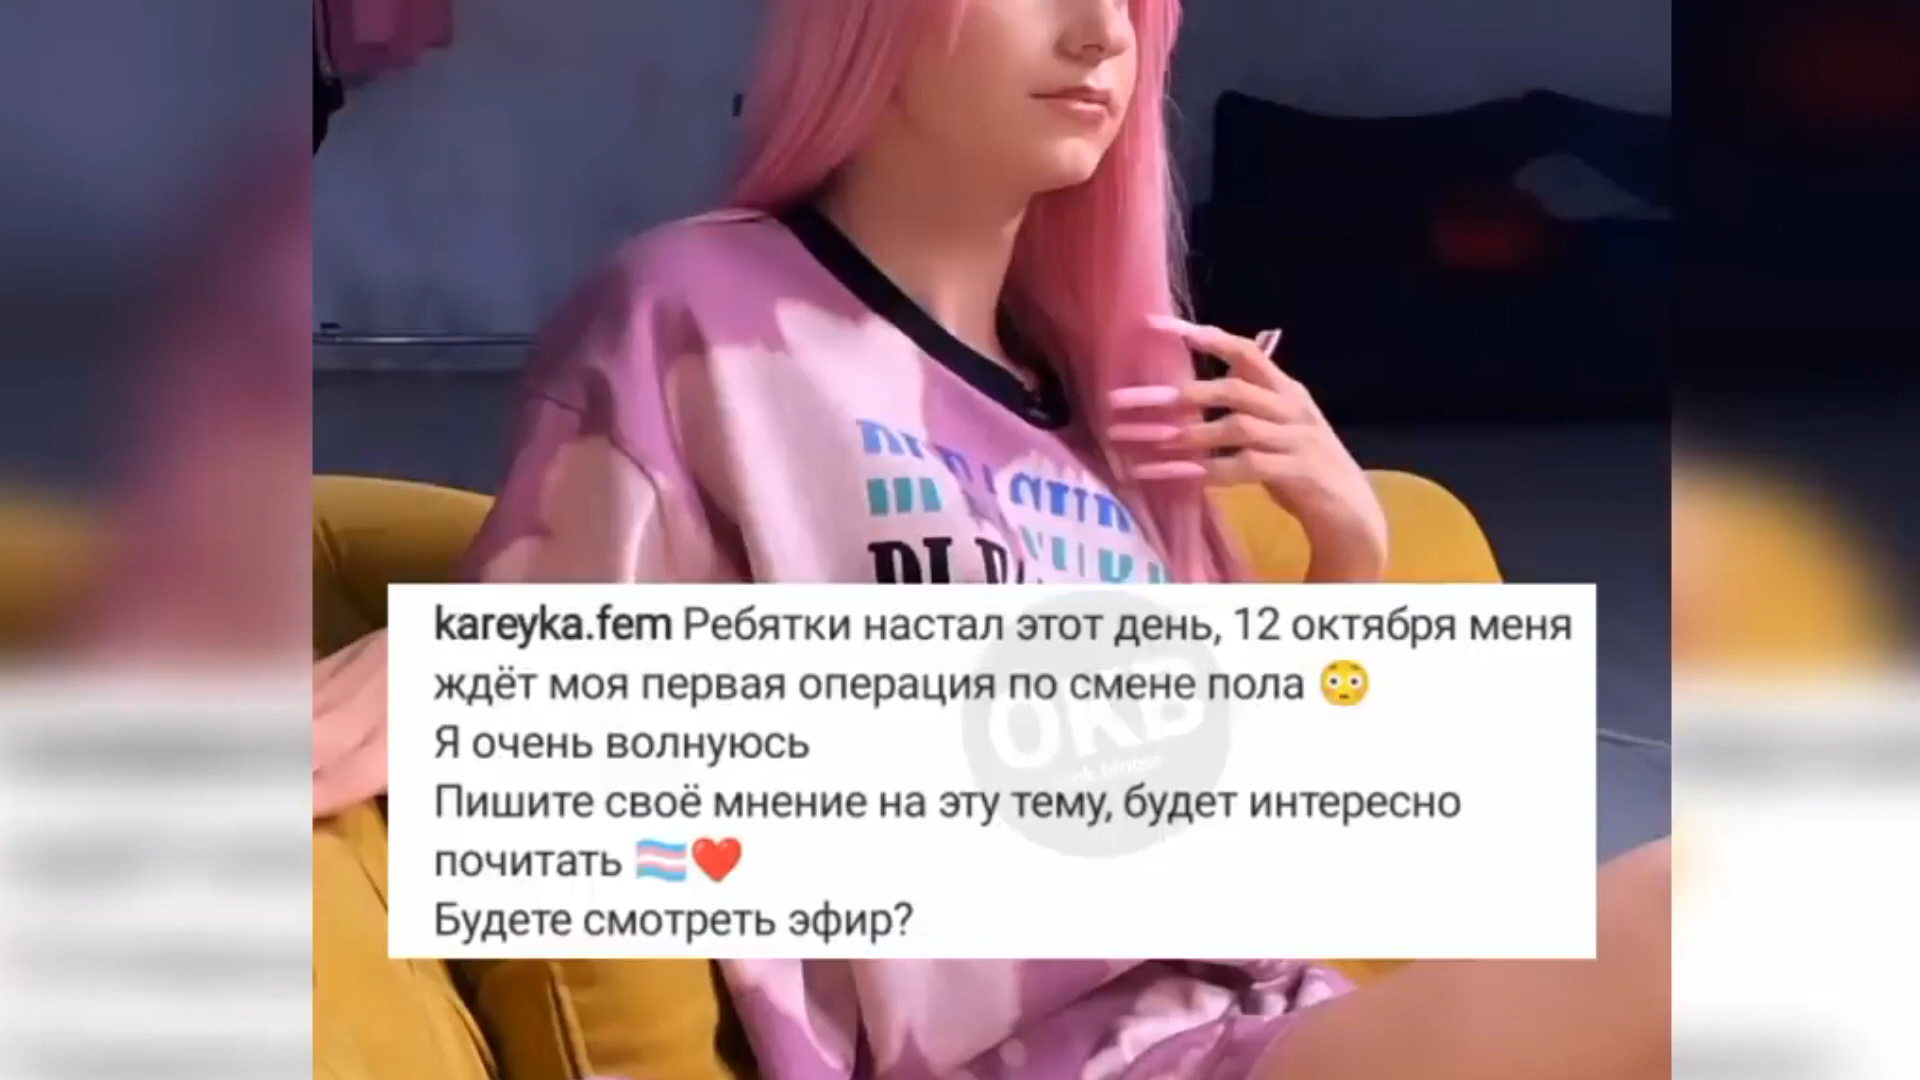 kareyka.fem Ребятки настал этот день, 12 октября меня
ждёт моя первая операция по смене пола 😳
Я очень волнуюсь
Пишите своё мнение на эту тему, будет интересно
почитать 🏳️‍⚧️❤️
Будете смотреть эфир?
ОКВ